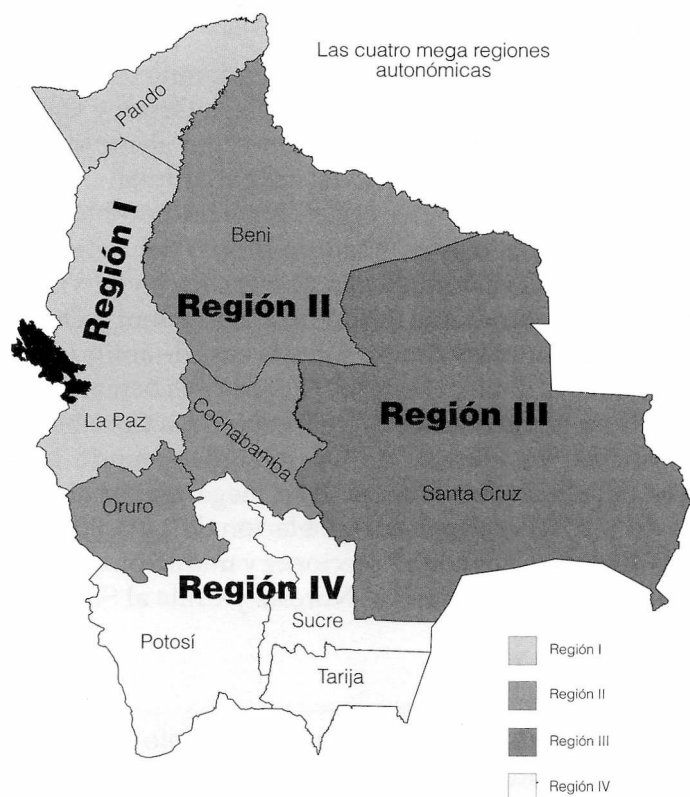 Las cuatro mega regiones
autonómicas
Pando
Región I
Beni
Región II
La Paz
Cochabamba
Región III
Oruro
Santa Cruz
Región IV
Sucre
Potosí
Tarija
Región I
Región II
Región III
Región IV